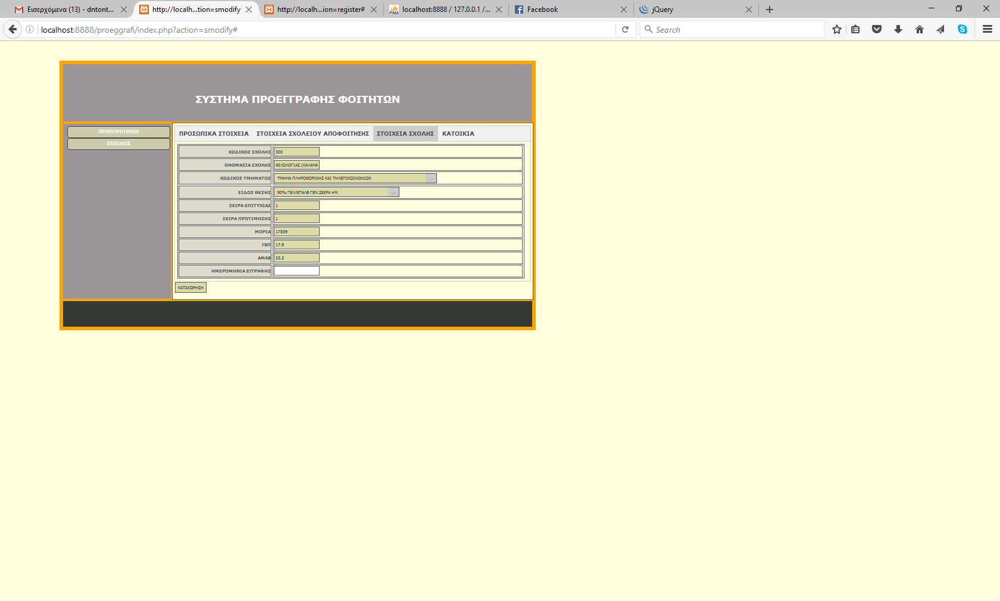 Εισερχόμενα (13) - dntont...
http://localh...tion=smodify
http://localh...ion=register#
localhost:8888 / 127.0.0.1 /...
Facebook
jQuery
localhost:8888/proeggrafi/index.php?action=smodify#
Search
ΣΥΣΤΗΜΑ ΠΡΟΕΓΓΡΑΦΗΣ ΦΟΙΤΗΤΩΝ
ΤΡΟΠΟΠΟΙΗΣΗ
ΕΙΣΟΔΟΣ
ΠΡΟΣΩΠΙΚΑ ΣΤΟΙΧΕΙΑ ΣΤΟΙΧΕΙΑ ΣΧΟΛΕΙΟΥ ΑΠΟΦΟΙΤΗΣΗΣ ΣΤΟΙΧΕΙΑ ΣΧΟΛΗΣ ΚΑΤΟΙΚΙΑ
ΚΩΔΙΚΟΣ ΣΧΟΛΗΣ 500
ΟΝΟΜΑΣΙΑ ΣΧΟΛΗΣ ΦΙΛΟΛΟΓΙΑΣ (ΚΑΛΑΜΑ
ΚΩΔΙΚΟΣ ΤΜΗΜΑΤΟΣ ΤΜΗΜΑ ΠΛΗΡΟΦΟΡΙΚΗΣ ΚΑΙ ΤΗΛΕΠΙΚΟΙΝΩΝΙΩΝ
ΕΙΔΟΣ ΘΕΣΗΣ 90% ΓΕΛ/ΕΠΑΛΒ ΓΕΝ.ΣΕΙΡΑ ΗΜ.
ΣΕΙΡΑ ΕΠΙΤΥΧΙΑΣ 1
ΣΕΙΡΑ ΠΡΟΤΙΜΗΣΗΣ 1
ΜΟΡΙΑ 17859
ΓΒΠ 17.9
ΑΜΑΒ 35.3
ΗΜΕΡΟΜΗΝΙΑ ΕΓΓΡΑΦΗΣ
ΚΑΤΑΧΩΡΗΣΗ